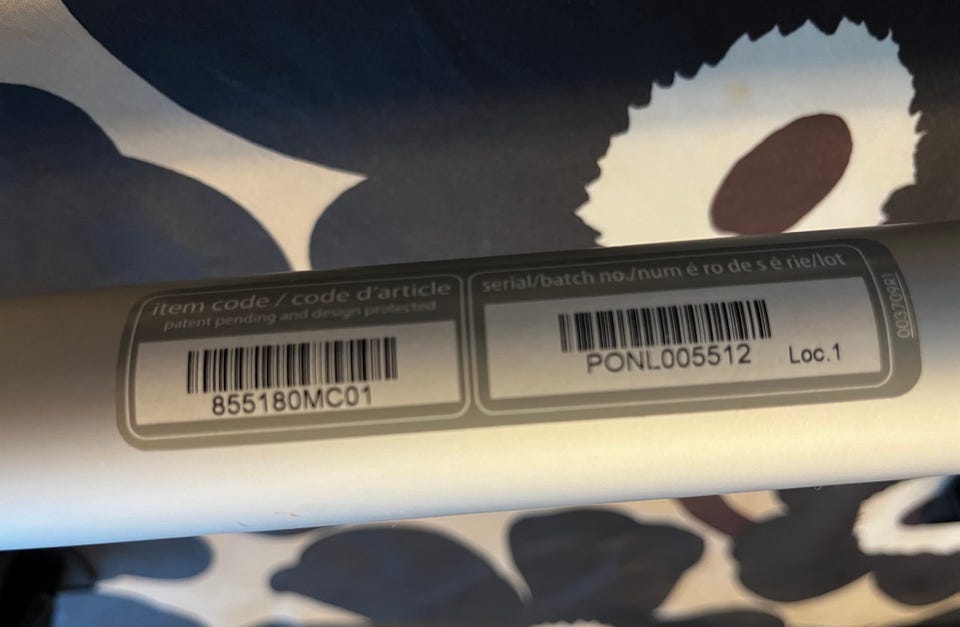 item code / code d'article
patent pending and design protected
855180MC01
serial/batch no./num é ro de s é rie/lot
PONL005512
Loc.1
00370981